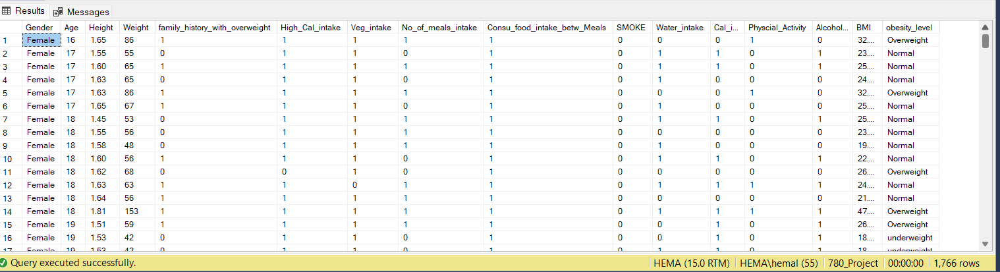 Results Messages
Gender Age Height Weight family_history_with_overweight High_Cal_intake Veg_intake No_of_meals_intake Consu_food_intake_betw_Meals SMOKE Water_intake Cal_i... Physcial_Activity Alcohol... BMI obesity_level
1 Female 16 1.65 86 1 1 1 1 1 0 0 0 1 0 32.... Overweight
2 Female 17 1.55 55 0 1 1 0 1 0 1 1 0 1 23.... Normal
3 Female 17 1.60 65 1 1 1 1 1 0 1 1 0 1 25.... Normal
4 Female 17 1.63 65 0 1 1 0 1 0 1 0 0 0 24.... Normal
5 Female 17 1.63 86 1 1 1 1 1 0 0 0 1 0 32.... Overweight
6 Female 17 1.65 67 1 1 1 0 1 0 1 0 0 0 25.... Normal
7 Female 18 1.45 53 0 1 1 1 1 0 1 1 0 1 25.... Normal
8 Female 18 1.55 56 0 1 1 1 1 0 0 0 0 0 23.... Normal
9 Female 18 1.58 48 0 1 1 1 1 0 1 0 0 0 19.... Normal
10 Female 18 1.60 56 1 1 1 0 1 0 1 1 0 1 22.... Normal
11 Female 18 1.62 68 0 0 1 0 1 0 0 0 0 0 26.... Overweight
12 Female 18 1.63 63 1 1 0 1 1 0 1 1 1 1 24.... Normal
13 Female 18 1.64 56 1 1 1 1 1 0 0 0 0 0 21.... Normal
14 Female 18 1.81 153 1 1 1 1 1 0 1 1 1 1 47.... Overweight
15 Female 19 1.51 59 1 1 1 1 1 0 0 1 0 1 26.... Overweight
16 Female 19 1.53 42 0 1 1 0 1 0 0 1 0 1 18.... underweight
17 Female 19 1.53 42 0 1 1 0 1 0 0 1 0 1 18.... underweight
Query executed successfully. HEMA (15.0 RTM) HEMA\hemal (55) 780_Project 00:00:00 1,766 rows